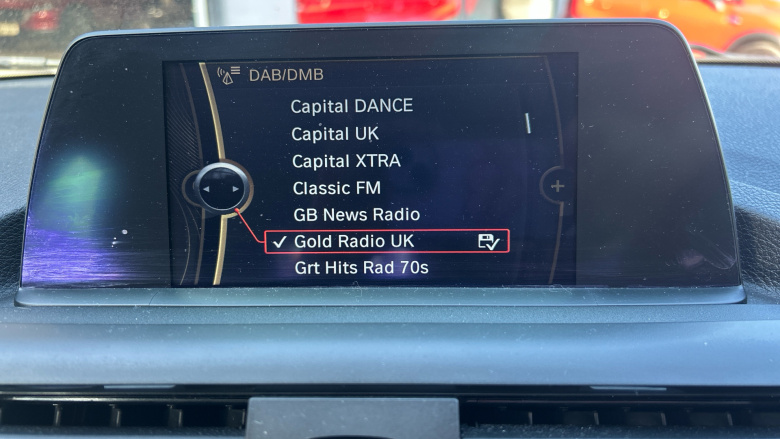 DAB/DMB
Capital DANCE
Capital UK
Capital XTRA
Classic FM
GB News Radio
Gold Radio UK
Grt Hits Rad 70s